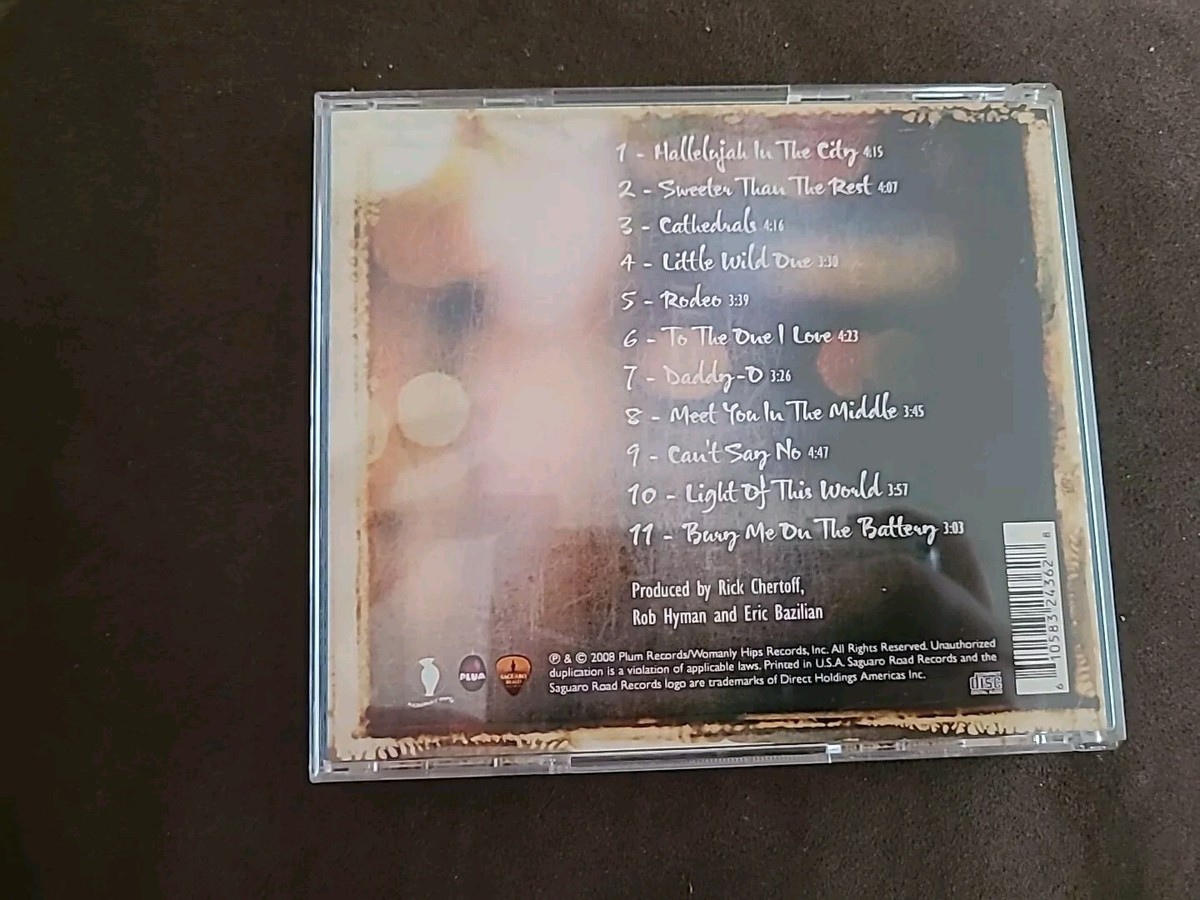 1 - Hallelujah In The City 4:15
2 - Sweeter Than The Rest 4:07
3 - Cathedrals 4:16
4 - Little Wild One 3:30
5 - Rodeo 3:39
6 - To The One I Love 4:23
7 - Daddy-O 3:26
8 - Meet You In The Middle 3:45
9 - Can't Say No 4:47
10 - Light Of This World 3:57
11 - Bury Me On The Battery 3:03
Produced by Rick Chertoff,
Rob Hyman and Eric Bazilian
℗ & © 2008 Plum Records/Womanly Hips Records, Inc. All Rights Reserved. Unauthorized
duplication is a violation of applicable laws. Printed in U.S.A. Saguaro Road Records and the
Saguaro Road Records logo are trademarks of Direct Holdings Americas Inc.
PLUM
SAGUARO
ROAD
disc
6 10583 24362 8